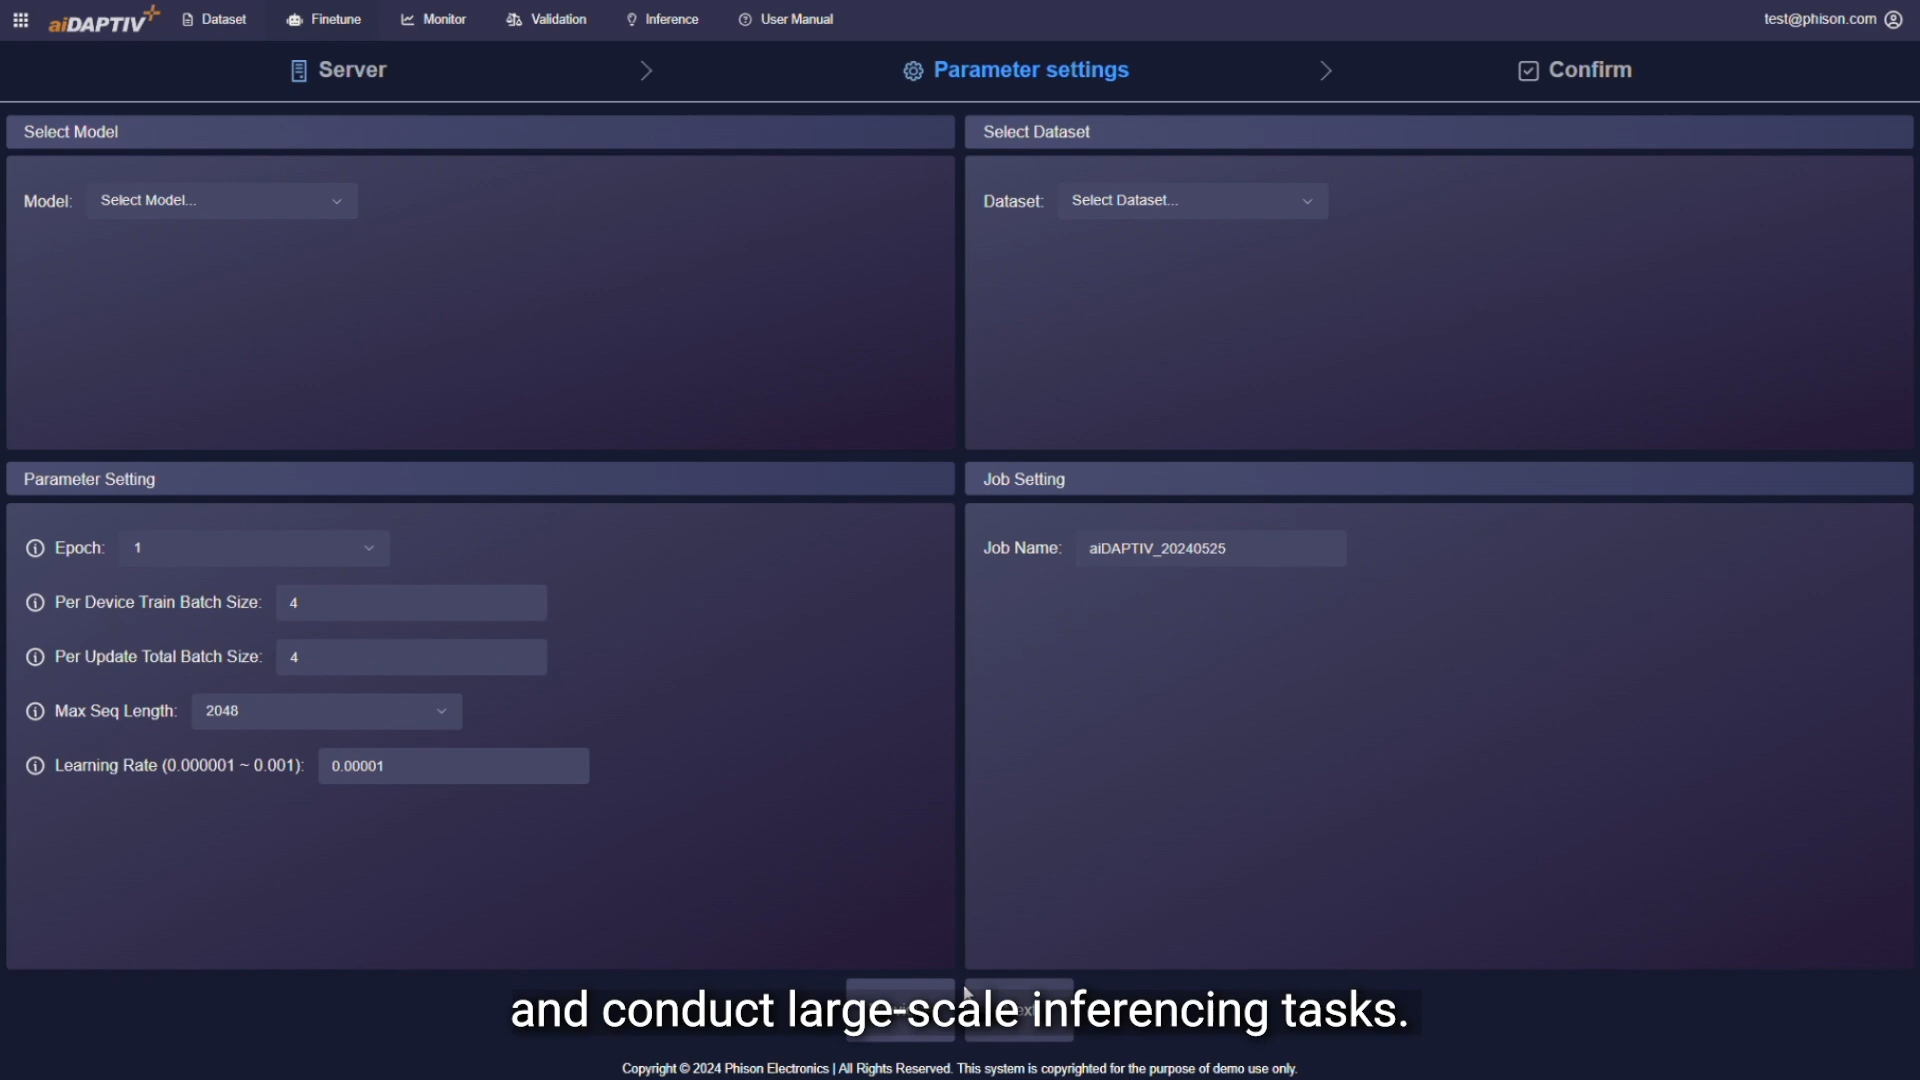 aiDAPTIV+
Dataset
Finetune
Monitor
Validation
Inference
User Manual
test@phison.com
Server
Parameter settings
Confirm
Select Model
Select Dataset
Model: Select Model...
Dataset: Select Dataset...
Parameter Setting
Job Setting
Epoch: 1
Job Name: aiDAPTIV_20240525
Per Device Train Batch Size: 4
Per Update Total Batch Size: 4
Max Seq Length: 2048
Learning Rate (0.000001 ~ 0.001): 0.00001
and conduct large-scale inferencing tasks.
Copyright © 2024 Phison Electronics | All Rights Reserved. This system is copyrighted for the purpose of demo use only.